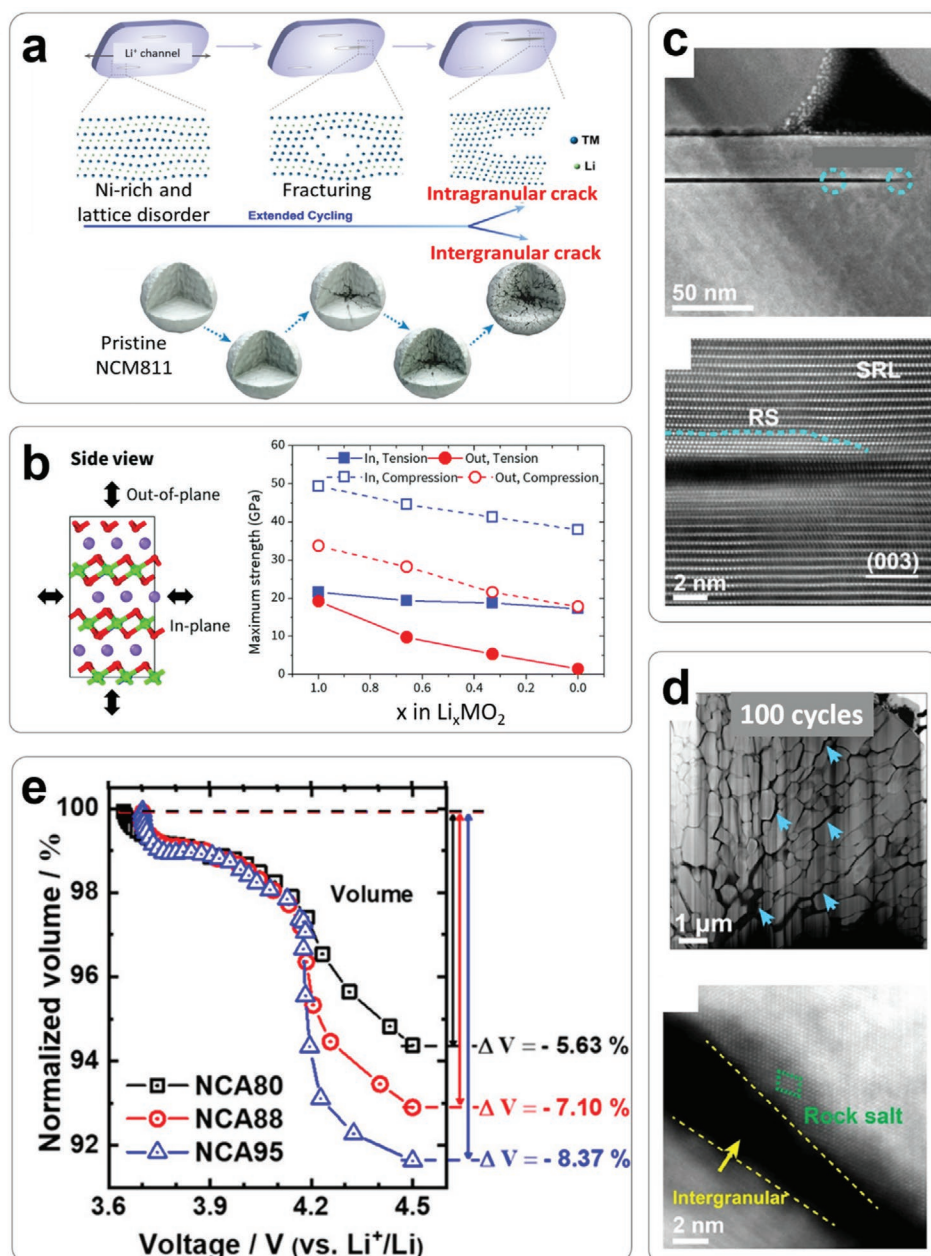 a
Li⁺ channel
TM
Li
Ni-rich and
lattice disorder
Fracturing
Intragranular crack
Extended Cycling
Intergranular crack
Pristine
NCM811
b
Side view
Out-of-plane
In-plane
In, Tension
Out, Tension
In, Compression
Out, Compression
Maximum strength (GPa)
60
50
40
30
20
10
0
1.0 0.8 0.6 0.4 0.2 0.0
x in LiₓMO₂
c
50 nm
SRL
RS
(003)
2 nm
d
100 cycles
1 μm
Rock salt
Intergranular
2 nm
e
Normalized volume / %
100
98
96
94
92
Volume
NCA80
NCA88
NCA95
Δ V = - 5.63 %
Δ V = - 7.10 %
Δ V = - 8.37 %
3.6 3.9 4.2 4.5
Voltage / V (vs. Li⁺/Li)